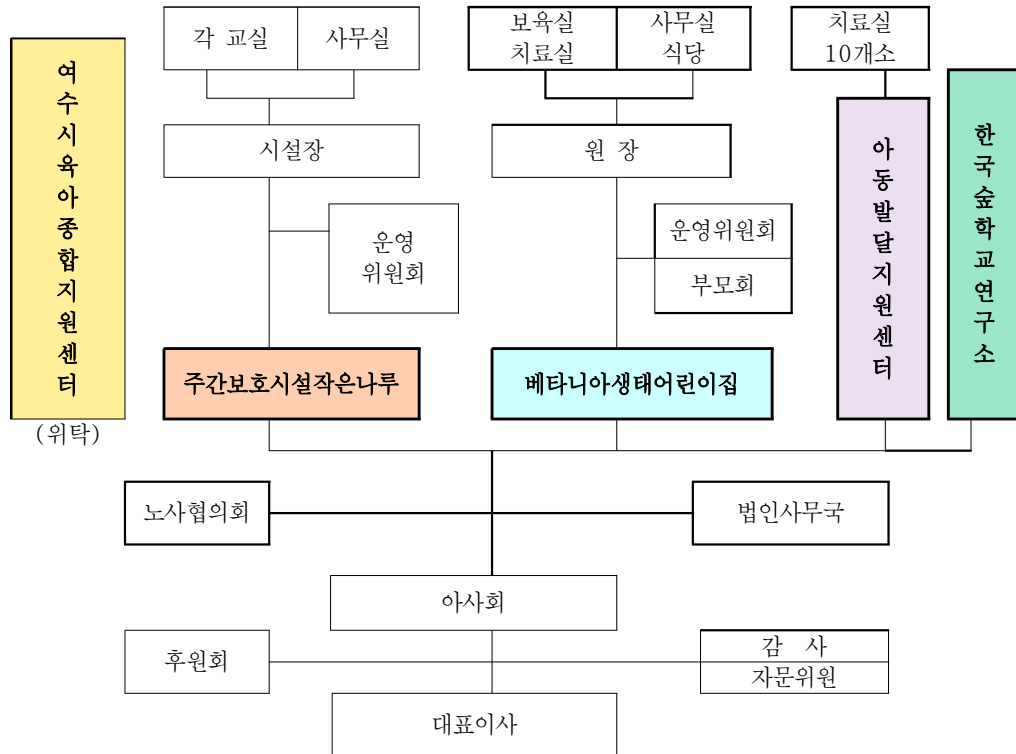 각 교실
사무실
보육실
치료실
사무실
식당
치료실
10개소
여수시육아종합지원센터
(위탁)
시설장
원 장
아동발달지원센터
한국숲학교연구소
운영
위원회
운영위원회
부모회
주간보호시설작은나루
베타니아생태어린이집
노사협의회
법인사무국
아사회
후원회
감 사
자문위원
대표이사